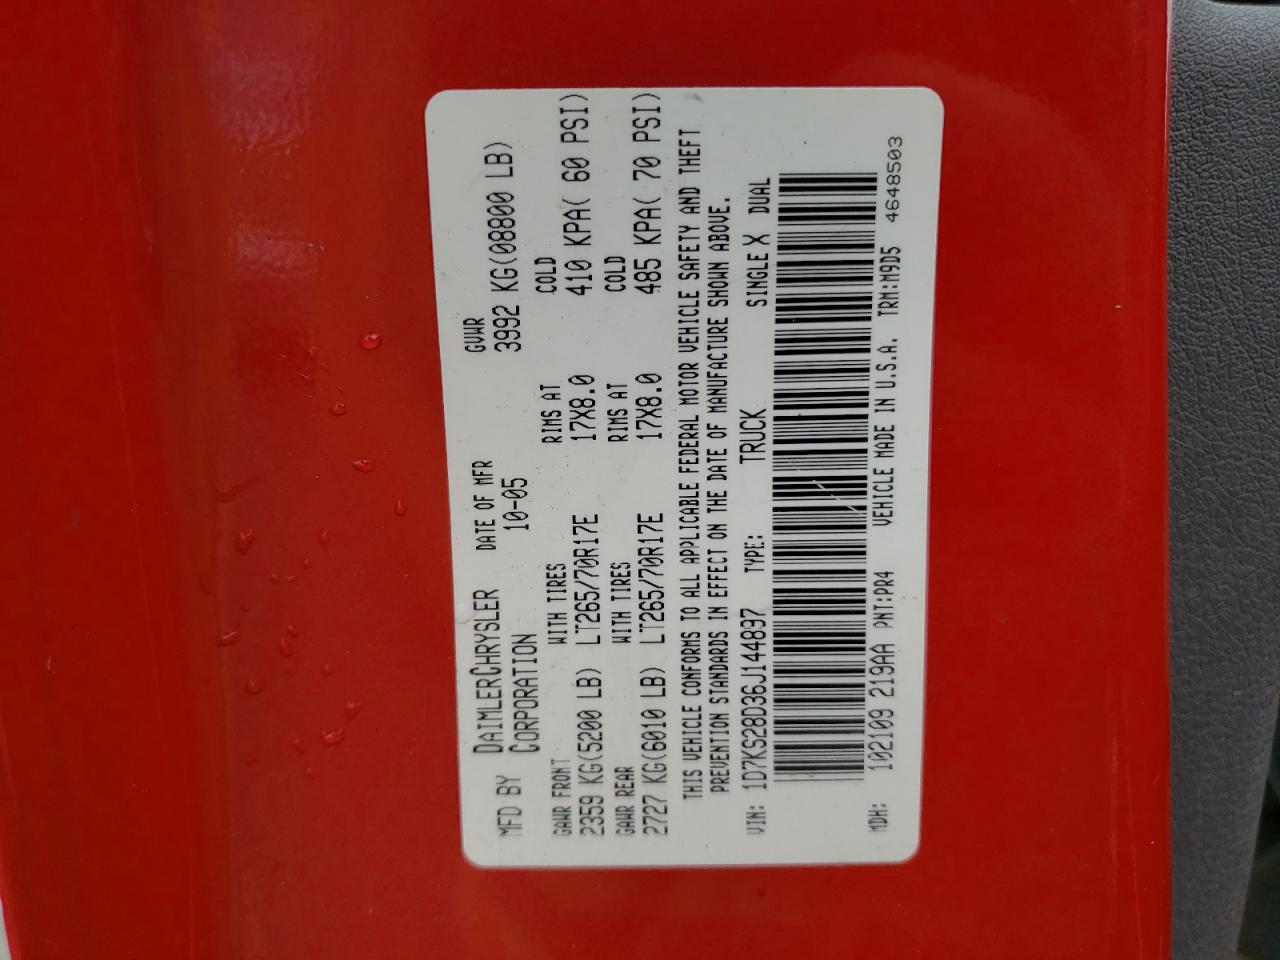 MFD BY DAIMLERCHRYSLER DATE OF MFR GVWR
CORPORATION 10-05 3992 KG(08800 LB)
GAWR FRONT WITH TIRES RIMS AT COLD
2359 KG(5200 LB) LT265/70R17E 17X8.0 410 KPA( 60 PSI)
GAWR REAR WITH TIRES RIMS AT COLD
2727 KG(6010 LB) LT265/70R17E 17X8.0 485 KPA( 70 PSI)
THIS VEHICLE CONFORMS TO ALL APPLICABLE FEDERAL MOTOR VEHICLE SAFETY AND THEFT
PREVENTION STANDARDS IN EFFECT ON THE DATE OF MANUFACTURE SHOWN ABOVE.
VIN: 1D7KS28D36J144897 TYPE: TRUCK SINGLE X DUAL
MDH: 102109 219AA PNT:PR4 VEHICLE MADE IN U.S.A. TRM:M9D5 4648503